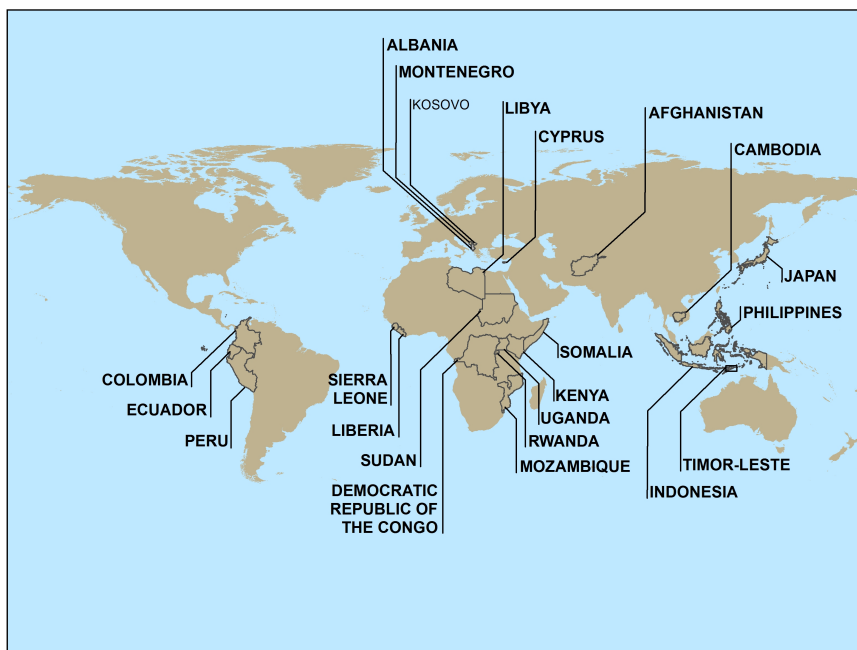 ALBANIA
MONTENEGRO
KOSOVO
LIBYA
AFGHANISTAN
CYPRUS
CAMBODIA
JAPAN
PHILIPPINES
SOMALIA
COLOMBIA
SIERRA
LEONE
KENYA
ECUADOR
UGANDA
LIBERIA
PERU
RWANDA
SUDAN
MOZAMBIQUE
TIMOR-LESTE
DEMOCRATIC
REPUBLIC OF
THE CONGO
INDONESIA